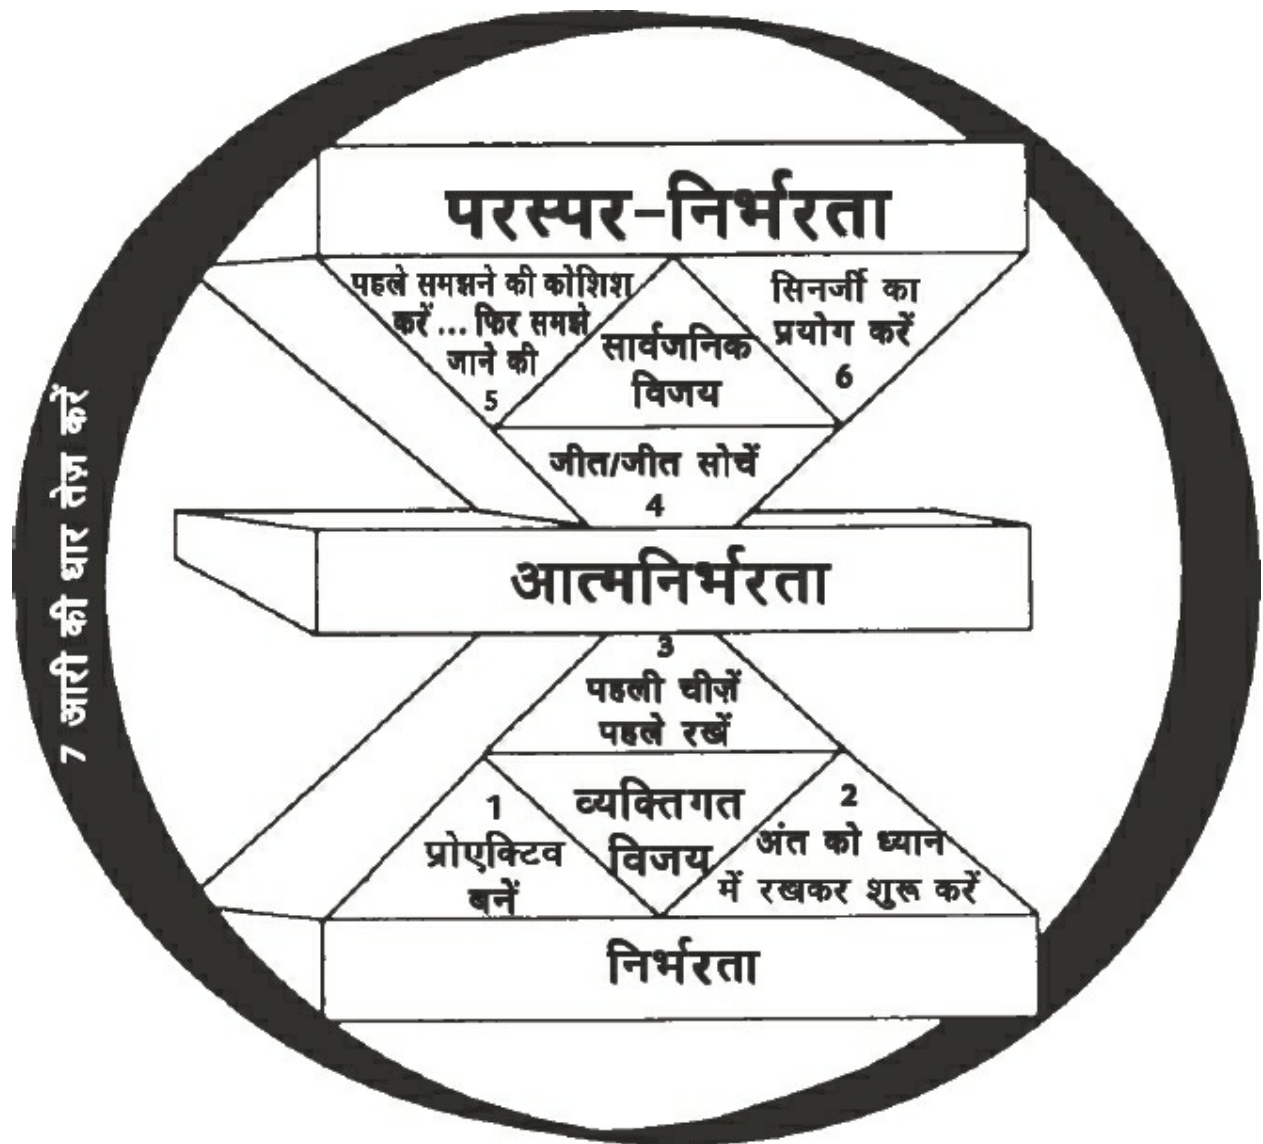 परस्पर-निर्भरता
पहले समझने की कोशिश
करें... फिर समझे
जाने की
5
सार्वजनिक
विजय
सिनर्जी का
प्रयोग करें
6
जीत/जीत सोचें
4
आत्मनिर्भरता
3
पहली चीज़ें
पहले रखें
1
प्रोएक्टिव
बनें
व्यक्तिगत
विजय
2
अंत को ध्यान
में रखकर शुरू करें
निर्भरता
7 आरी की धार तेज़ करें